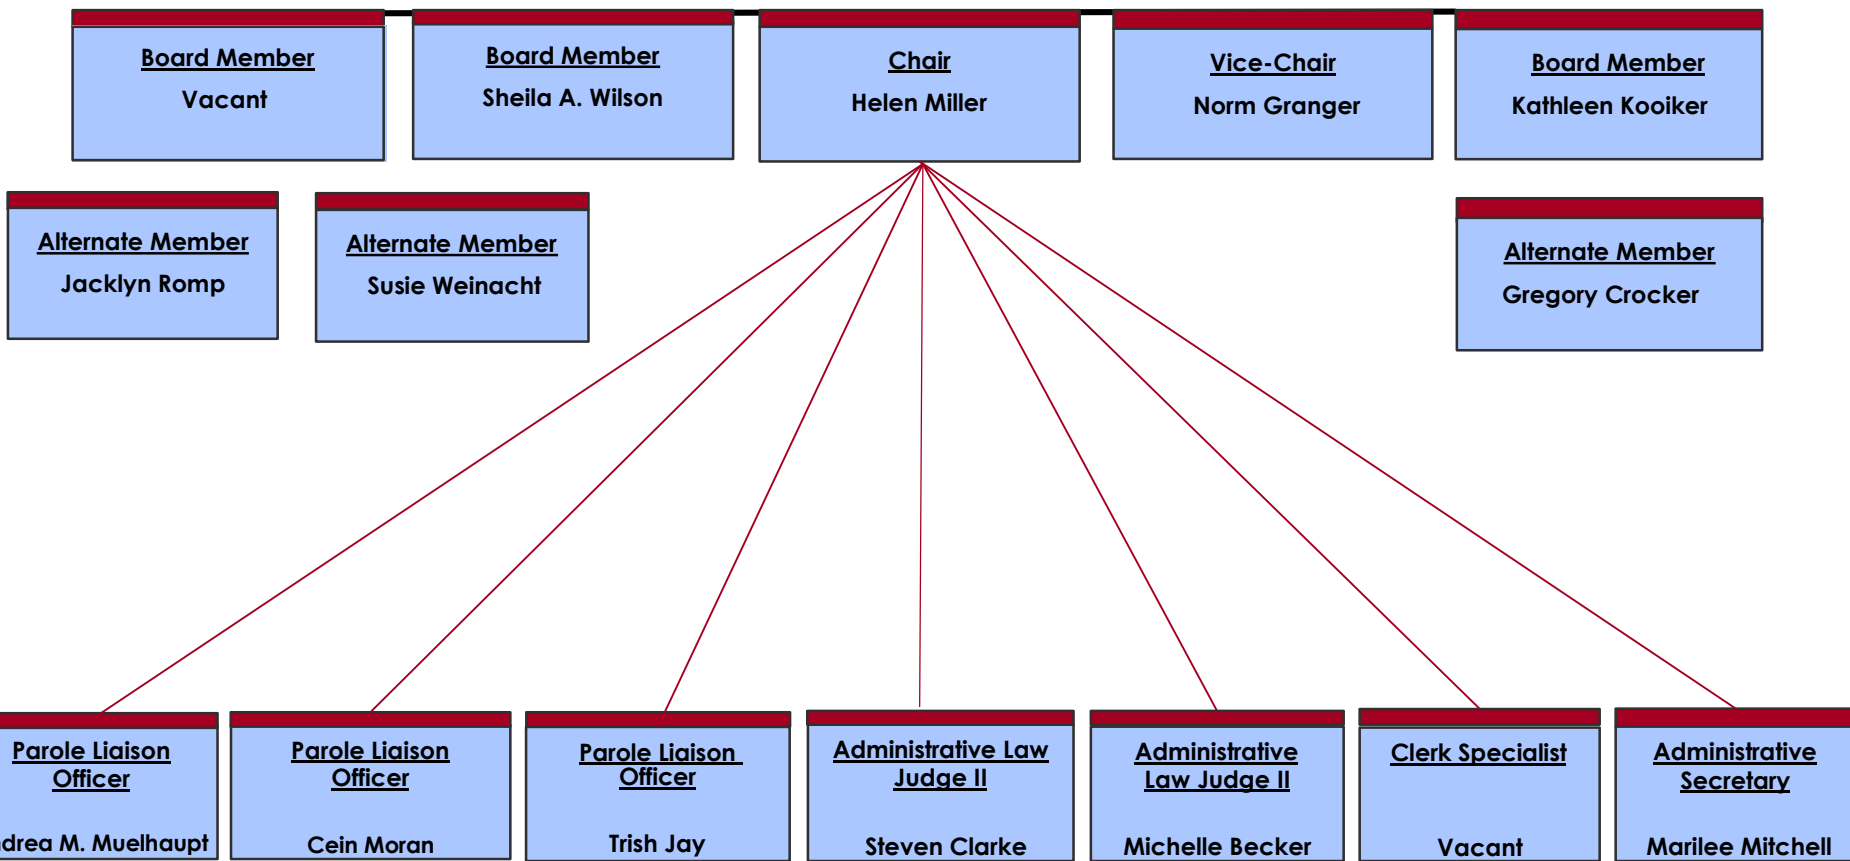 Board Member
Vacant
Board Member
Sheila A. Wilson
Chair
Helen Miller
Vice-Chair
Norm Granger
Board Member
Kathleen Kooiker
Alternate Member
Jacklyn Romp
Alternate Member
Susie Weinacht
Alternate Member
Gregory Crocker
Parole Liaison
Officer
M. Muelhaupt
Parole Liaison
Officer
Cein Moran
Parole Liaison
Officer
Trish Jay
Administrative Law
Judge II
Steven Clarke
Administrative
Law Judge II
Michelle Becker
Clerk Specialist
Vacant
Administrative
Secretary
Marilee Mitchell